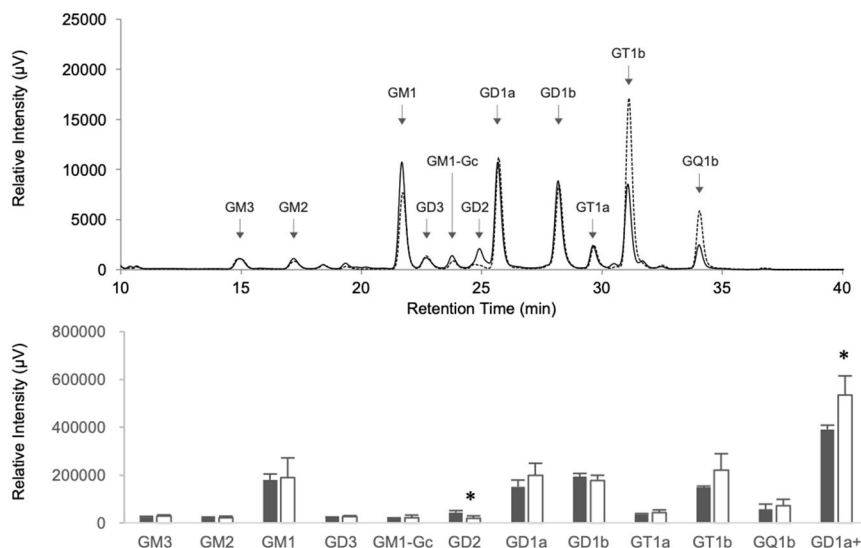 Relative Intensity (μV)
25000
20000
15000
10000
5000
0
GM3
GM2
GM1
GD3
GM1-Gc
GD2
GD1a
GD1b
GT1a
GT1b
GQ1b
10 15 20 25 30 35 40
Retention Time (min)
Relative Intensity (μV)
800000
600000
400000
200000
0
*
*
GM3 GM2 GM1 GD3 GM1-Gc GD2 GD1a GD1b GT1a GT1b GQ1b GD1a+